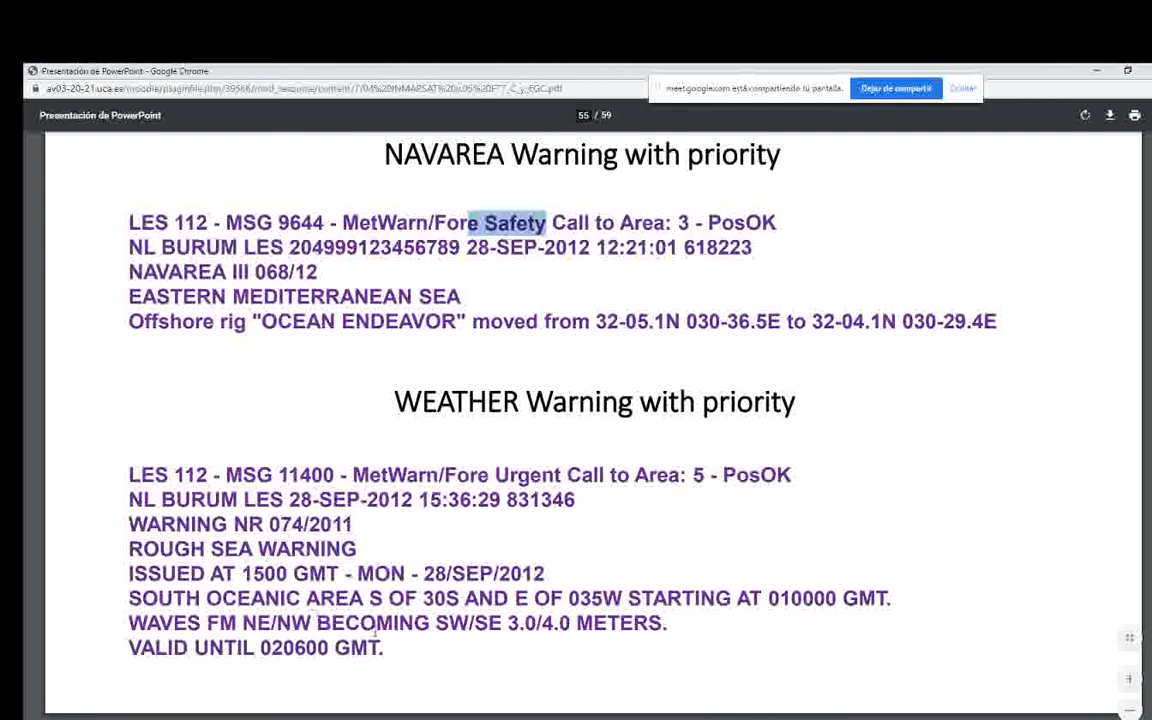 Presentación de PowerPoint - Google Chrome
meet.google.com está compartiendo tu pantalla.
Dejar de compartir
Ocultar
Presentación de PowerPoint
55 / 59
NAVAREA Warning with priority
LES 112 - MSG 9644 - MetWarn/Fore Safety Call to Area: 3 - PosOK
NL BURUM LES 204999123456789 28-SEP-2012 12:21:01 618223
NAVAREA III 068/12
EASTERN MEDITERRANEAN SEA
Offshore rig "OCEAN ENDEAVOR" moved from 32-05.1N 030-36.5E to 32-04.1N 030-29.4E
WEATHER Warning with priority
LES 112 - MSG 11400 - MetWarn/Fore Urgent Call to Area: 5 - PosOK
NL BURUM LES 28-SEP-2012 15:36:29 831346
WARNING NR 074/2011
ROUGH SEA WARNING
ISSUED AT 1500 GMT - MON - 28/SEP/2012
SOUTH OCEANIC AREA S OF 30S AND E OF 035W STARTING AT 010000 GMT.
WAVES FM NE/NW BECOMING SW/SE 3.0/4.0 METERS.
VALID UNTIL 020600 GMT.